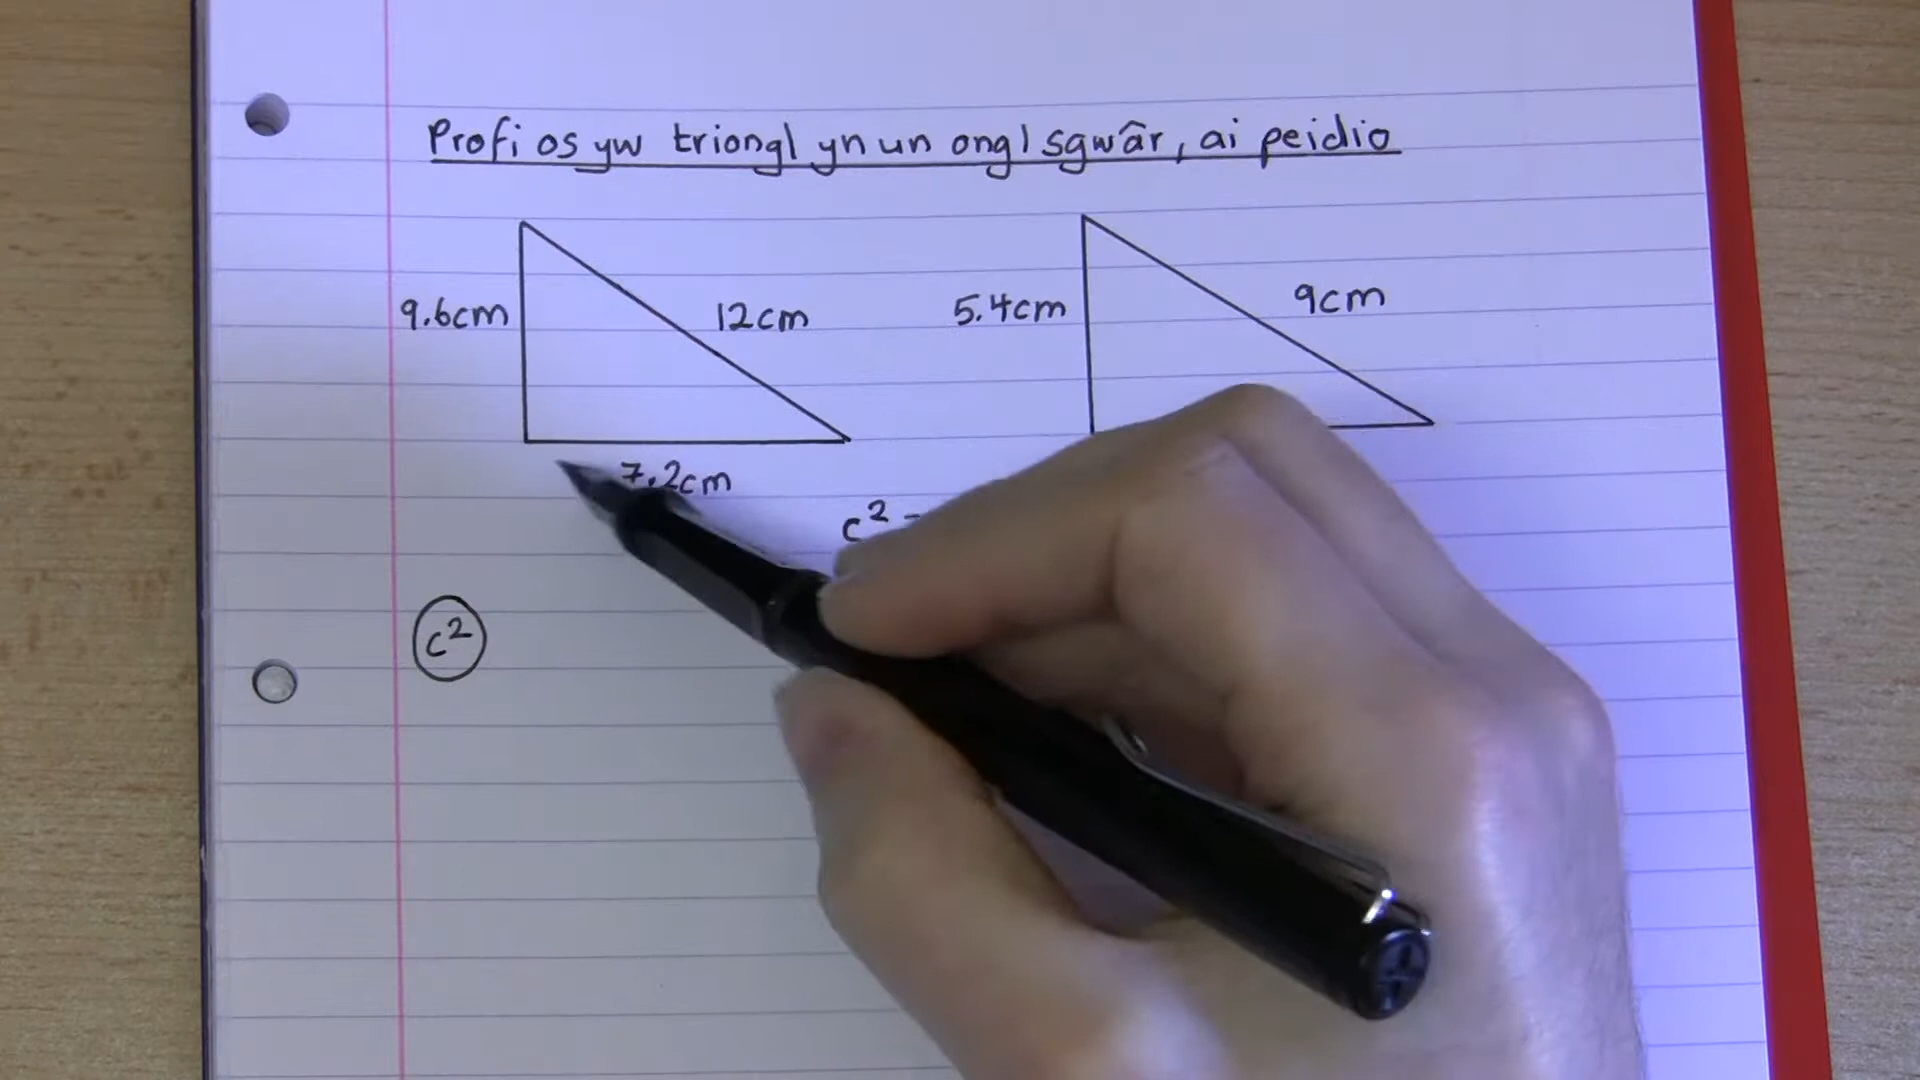 Profi os yw triongl yn un ongl sgwâr, ai peidio
9.6cm
12cm
7.2cm
5.4cm
9cm
c² =
c²